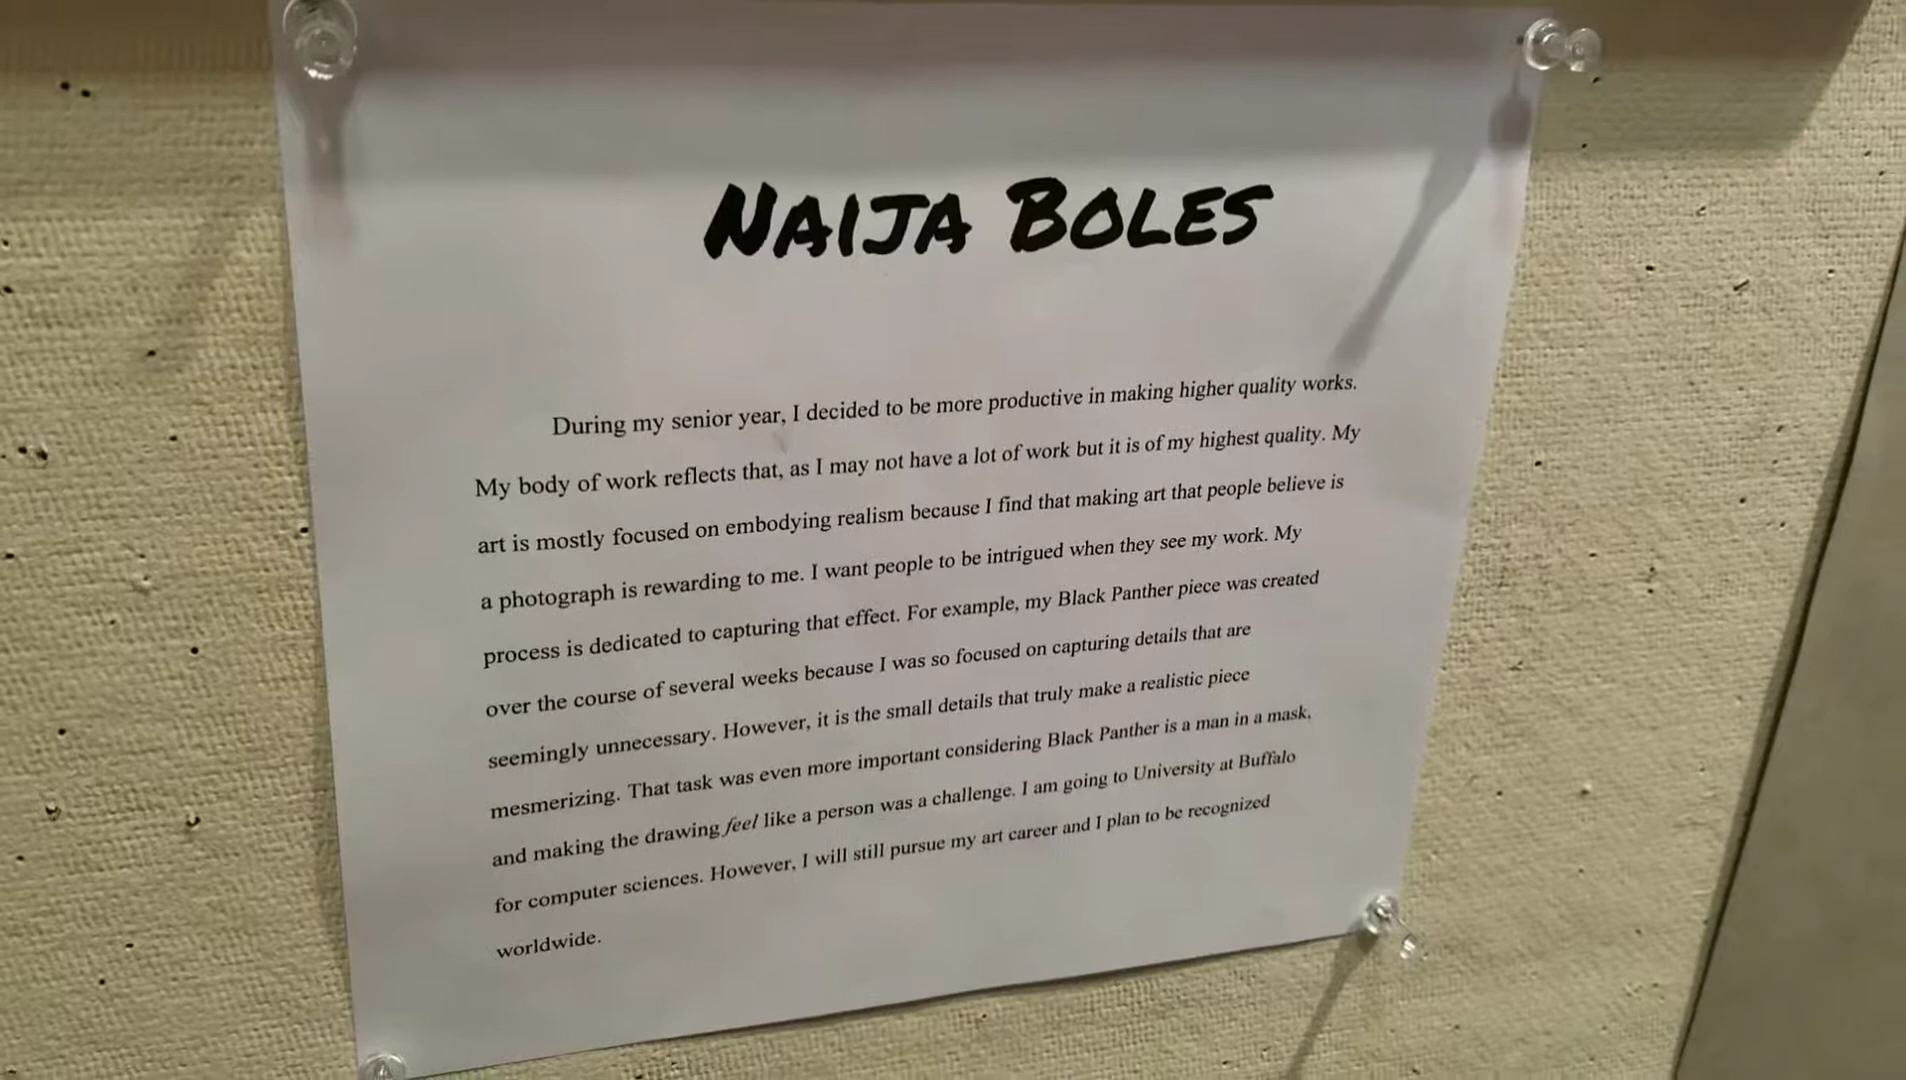 NAIJA BOLES
During my senior year, I decided to be more productive in making higher quality works.
My body of work reflects that, as I may not have a lot of work but it is of my highest quality. My
art is mostly focused on embodying realism because I find that making art that people believe is
a photograph is rewarding to me. I want people to be intrigued when they see my work. My
process is dedicated to capturing that effect. For example, my Black Panther piece was created
over the course of several weeks because I was so focused on capturing details that are
seemingly unnecessary. However, it is the small details that truly make a realistic piece
mesmerizing. That task was even more important considering Black Panther is a man in a mask,
and making the drawing feel like a person was a challenge. I am going to University at Buffalo
for computer sciences. However, I will still pursue my art career and I plan to be recognized
worldwide.